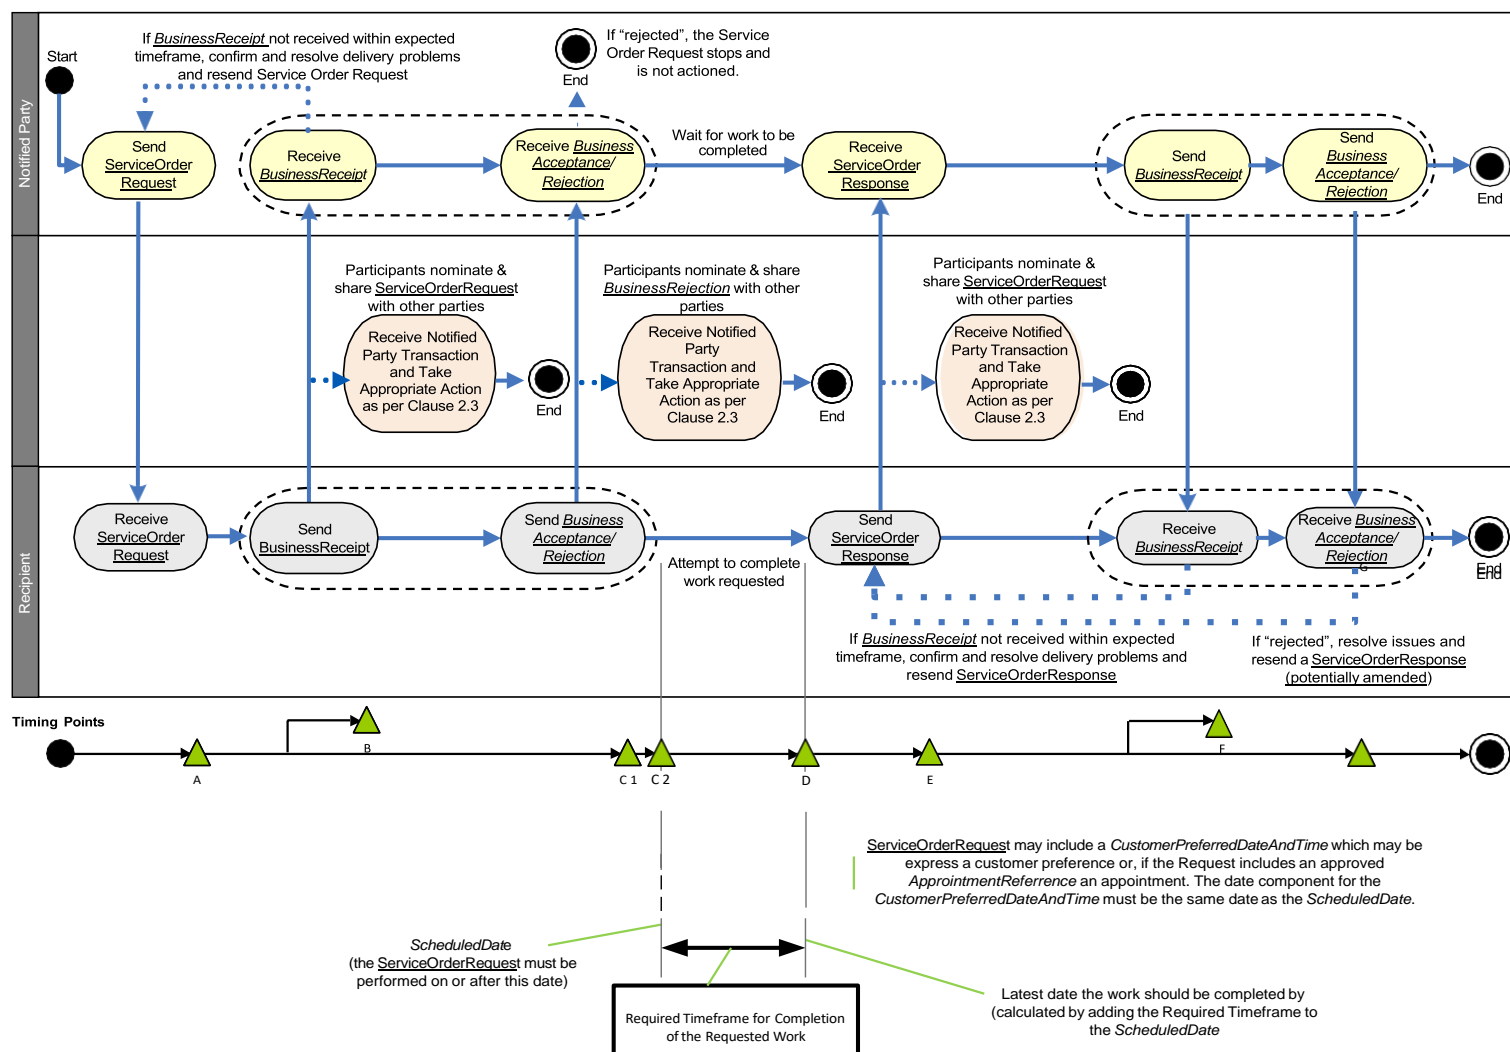 Notified Party
Start
If BusinessReceipt not received within expected
timeframe, confirm and resolve delivery problems
and resend Service Order Request
End
If “rejected”, the Service
Order Request stops and
is not actioned.
Send
ServiceOrder
Request
Receive
BusinessReceipt
Receive Business
Acceptance/
Rejection
Wait for work to be
completed
Receive
ServiceOrder
Response
Send
BusinessReceipt
Send
Business
Acceptance/
Rejection
End
Participants nominate &
share ServiceOrderRequest
with other parties
Receive Notified
Party Transaction
and Take
Appropriate Action
as per Clause 2.3
End
Participants nominate & share
BusinessRejection with other
parties
Receive Notified
Party
Transaction and
Take Appropriate
Action as per
Clause 2.3
End
Participants nominate &
share ServiceOrderRequest
with other parties
Receive Notified
Party Transaction
and Take
Appropriate
Action as per
Clause 2.3
End
Recipient
Receive
ServiceOrder
Request
Send
BusinessReceipt
Send Business
Acceptance/
Rejection
Attempt to complete
work requested
Send
ServiceOrder
Response
Receive
BusinessReceipt
Receive Business
Acceptance/
Rejection
G
End
End
If BusinessReceipt not received within expected
timeframe, confirm and resolve delivery problems and
resend ServiceOrderResponse
If “rejected”, resolve issues and
resend a ServiceOrderResponse
(potentially amended)
Timing Points
A
B
C 1
C 2
D
E
F
ServiceOrderRequest may include a CustomerPreferredDateAndTime which may be
express a customer preference or, if the Request includes an approved
ApprointmentReferrence an appointment. The date component for the
CustomerPreferredDateAndTime must be the same date as the ScheduledDate.
ScheduledDate
(the ServiceOrderRequest must be
performed on or after this date)
Required Timeframe for Completion
of the Requested Work
Latest date the work should be completed by
(calculated by adding the Required Timeframe to
the ScheduledDate